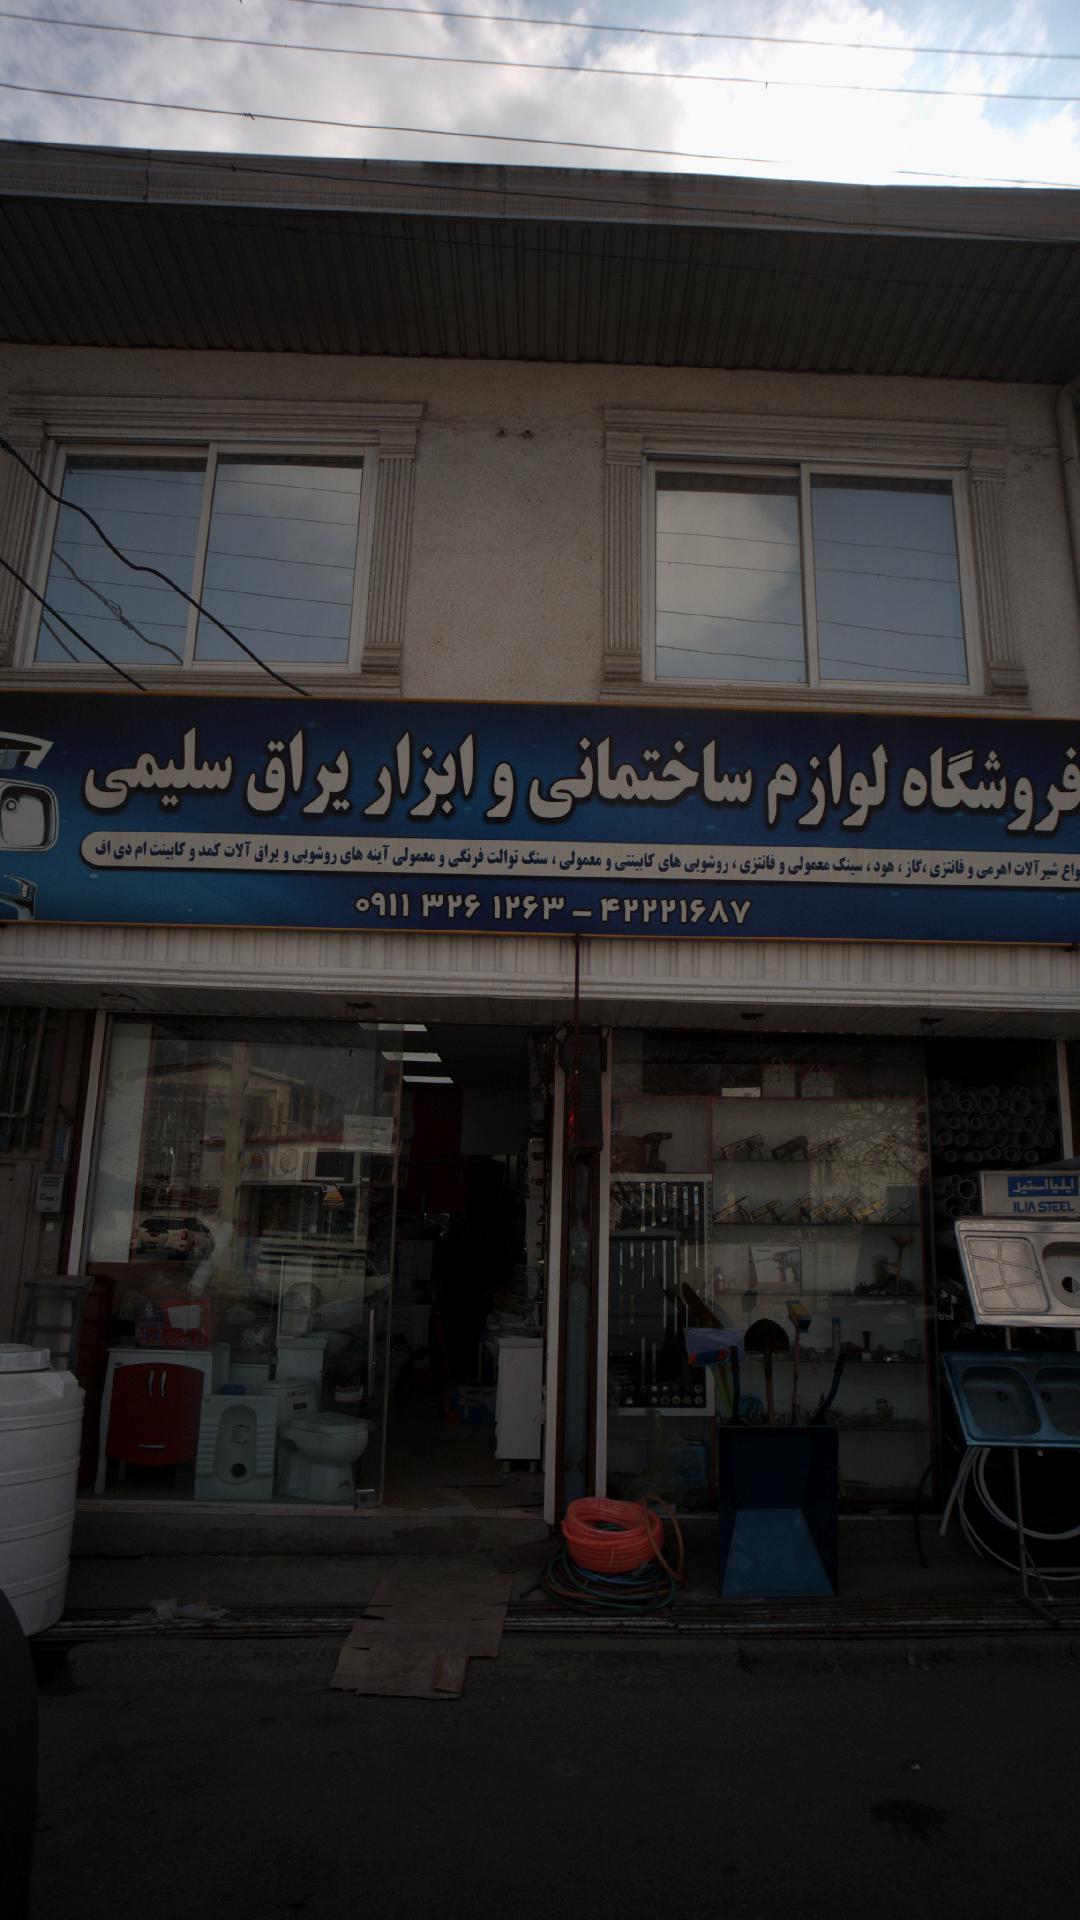 فروشگاه لوازم ساختمانی و ابزار یراق سلیمی
شیرآلات اهرمی و فانتزی ،گاز ، هود ، سینک معمولی و فانتزی ، روشویی های کابینتی و معمولی ، سنگ توالت فرنگی و معمولی آینه های روشویی و یراق آلات کمد و کابینت ام دی اف
۰۹۱۱ ۳۲۶ ۱۲۶۳ – ۴۲۲۲۱۶۸۷
ایلیا استیل
ILIA STEEL